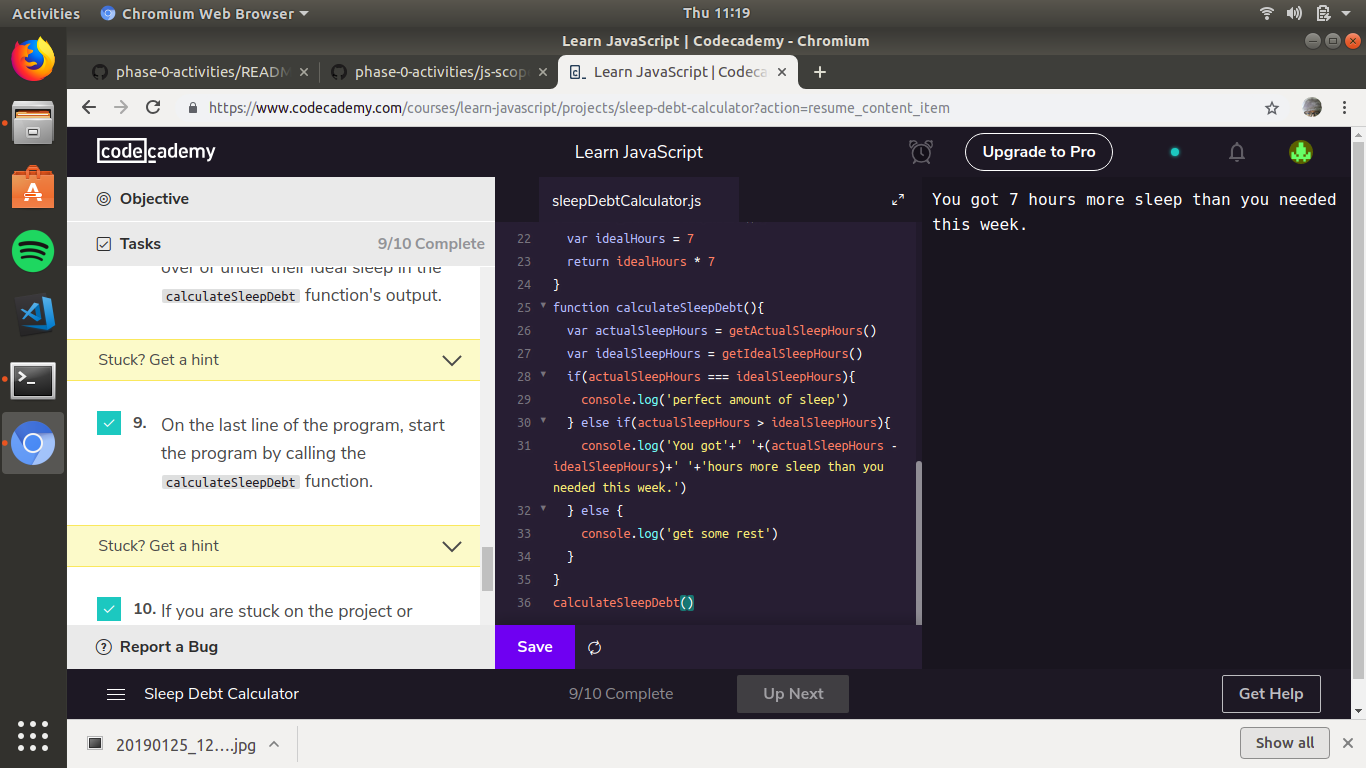 Activities
Chromium Web Browser
Thu 11:19
Learn JavaScript | Codecademy - Chromium
phase-0-activities/READM
phase-0-activities/js-scop
Learn JavaScript | Codeca
https://www.codecademy.com/courses/learn-javascript/projects/sleep-debt-calculator?action=resume_content_item
codecademy
Learn JavaScript
Upgrade to Pro
Objective
Tasks
9/10 Complete
over or under their ideal sleep in the
calculateSleepDebt function's output.
Stuck? Get a hint
9. On the last line of the program, start
the program by calling the
calculateSleepDebt function.
Stuck? Get a hint
10. If you are stuck on the project or
Report a Bug
sleepDebtCalculator.js
22 var idealHours = 7
23 return idealHours * 7
24 }
25 function calculateSleepDebt(){
26 var actualSleepHours = getActualSleepHours()
27 var idealSleepHours = getIdealSleepHours()
28 if(actualSleepHours === idealSleepHours){
29 console.log('perfect amount of sleep')
30 } else if(actualSleepHours > idealSleepHours){
31 console.log('You got'+' '+(actualSleepHours -
idealSleepHours)+' '+'hours more sleep than you
needed this week.')
32 } else {
33 console.log('get some rest')
34 }
35 }
36 calculateSleepDebt()
Save
You got 7 hours more sleep than you needed
this week.
Sleep Debt Calculator
9/10 Complete
Up Next
Get Help
20190125_12....jpg
Show all